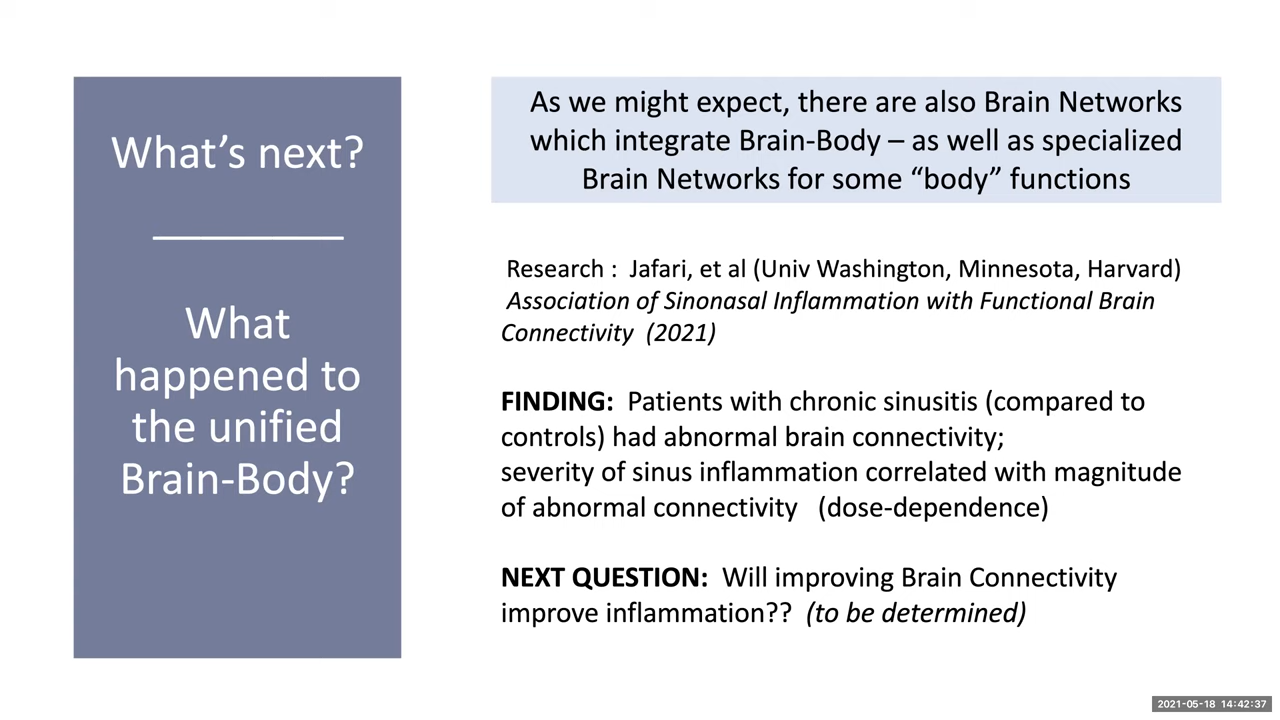 What’s next?
What
happened to
the unified
Brain-Body?
As we might expect, there are also Brain Networks
which integrate Brain-Body – as well as specialized
Brain Networks for some “body” functions
Research :  Jafari, et al (Univ Washington, Minnesota, Harvard)
Association of Sinonasal Inflammation with Functional Brain
Connectivity  (2021)
FINDING:  Patients with chronic sinusitis (compared to
controls) had abnormal brain connectivity;
severity of sinus inflammation correlated with magnitude
of abnormal connectivity   (dose-dependence)
NEXT QUESTION:  Will improving Brain Connectivity
improve inflammation??  (to be determined)
2021-05-18  14:42:37